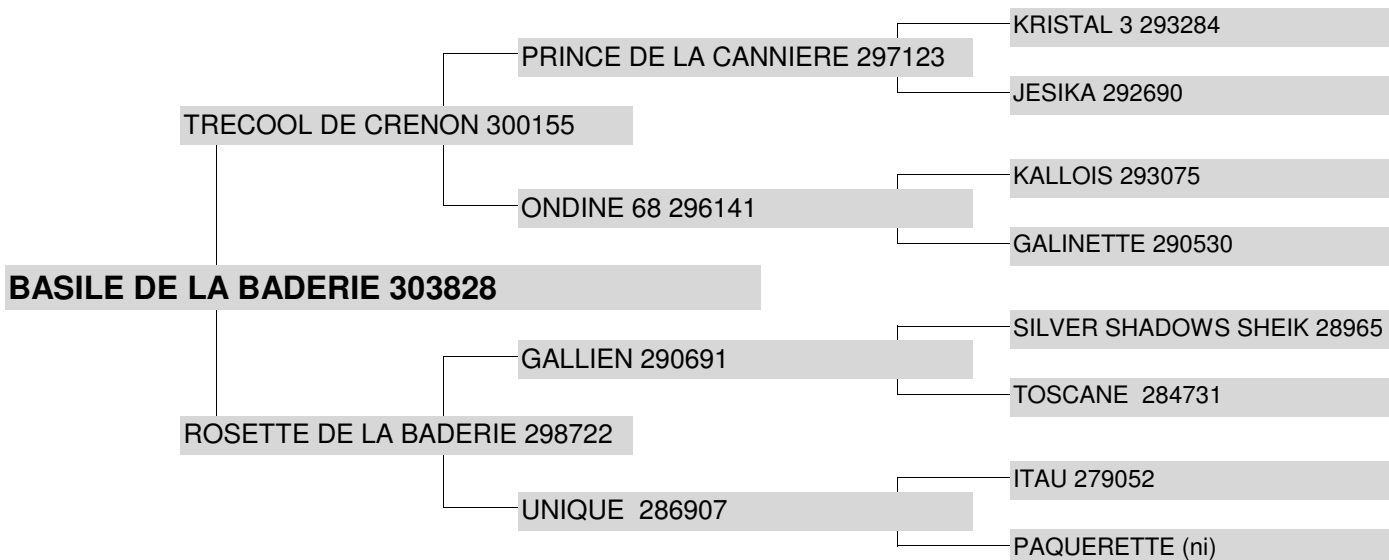 KRISTAL 3 293284
PRINCE DE LA CANNIERE 297123
JESIKA 292690
TRECOOL DE CRENON 300155
KALLOIS 293075
ONDINE 68 296141
GALINETTE 290530
BASILE DE LA BADERIE 303828
SILVER SHADOWS SHEIK 28965
GALLIEN 290691
TOSCANE 284731
ROSETTE DE LA BADERIE 298722
ITAU 279052
UNIQUE 286907
PAQUERETTE (ni)